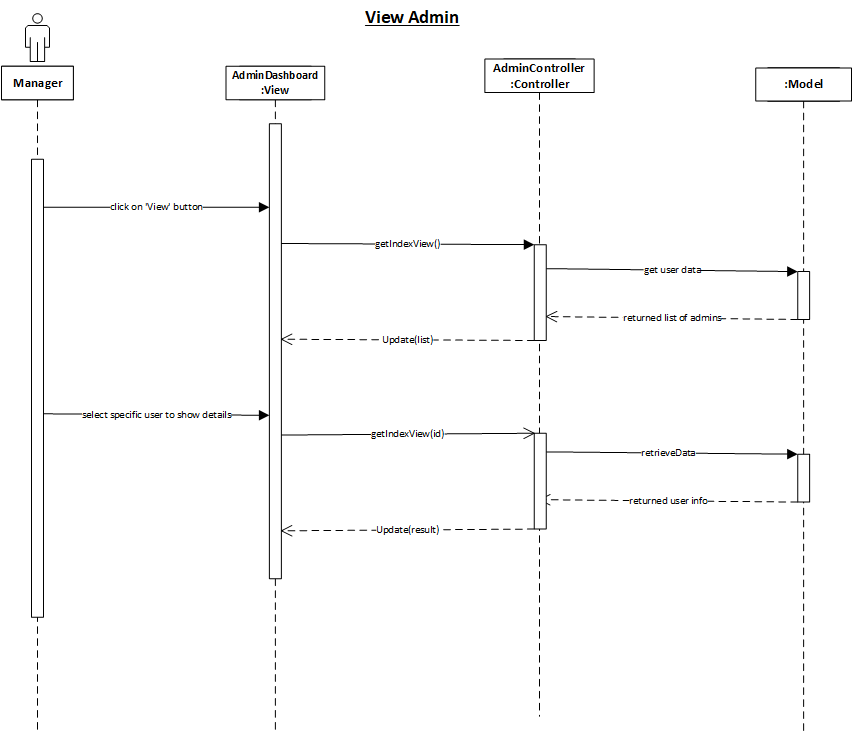 View Admin
Manager
AdminDashboard
:View
AdminController
:Controller
:Model
click on 'View' button
getIndexView()
get user data
returned list of admins
Update(list)
select specific user to show details
getIndexView(id)
retrieveData
returned user info
Update(result)